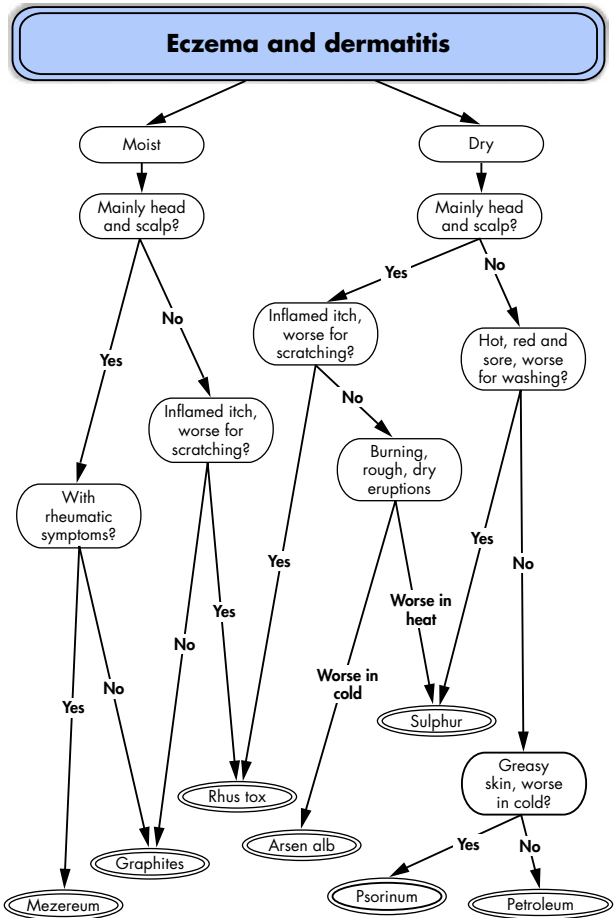 Eczema and dermatitis
Moist
Dry
Mainly head
and scalp?
Mainly head
and scalp?
Yes
No
Inflamed itch,
worse for
scratching?
Hot, red and
sore, worse
for washing?
No
Yes
No
Inflamed itch,
worse for
scratching?
Burning,
rough, dry
eruptions
With
rheumatic
symptoms?
Yes
Yes
No
Worse in
heat
Yes
No
Worse in
cold
No
Yes
Sulphur
Greasy
skin, worse
in cold?
Rhus tox
Arsen alb
Yes
No
Graphites
Psorinum
Mezereum
Petroleum